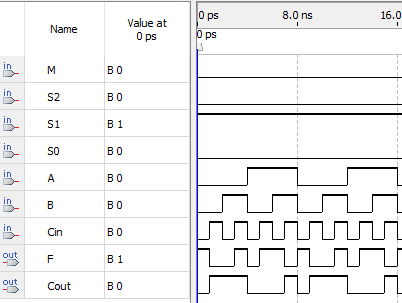 Name Value at 0 ps 0 ps 8.0 ns 16.0
0 ps
in M B 0
in S2 B 0
in S1 B 1
in S0 B 0
in A B 0
in B B 0
in Cin B 0
out F B 1
out Cout B 0